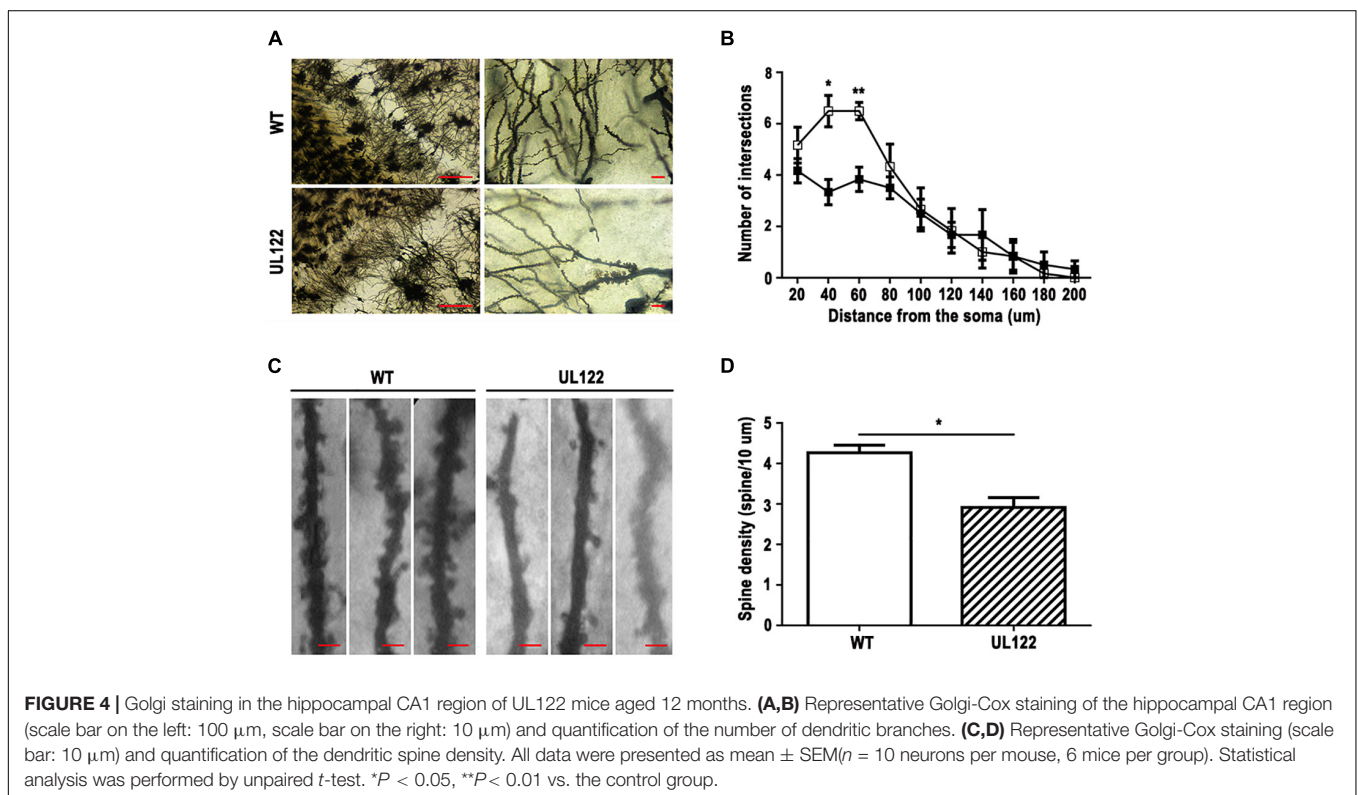 A
WT
UL122
B
8
6
4
2
0
Number of intersections
*
**
20 40 60 80 100 120 140 160 180 200
Distance from the soma (um)
C
WT
UL122
D
5
4
3
2
1
0
Spine density (spine/10 um)
*
WT
UL122
FIGURE 4 | Golgi staining in the hippocampal CA1 region of UL122 mice aged 12 months. (A,B) Representative Golgi-Cox staining of the hippocampal CA1 region
(scale bar on the left: 100 μm, scale bar on the right: 10 μm) and quantification of the number of dendritic branches. (C,D) Representative Golgi-Cox staining (scale
bar: 10 μm) and quantification of the dendritic spine density. All data were presented as mean ± SEM(n = 10 neurons per mouse, 6 mice per group). Statistical
analysis was performed by unpaired t-test. *P < 0.05, **P< 0.01 vs. the control group.